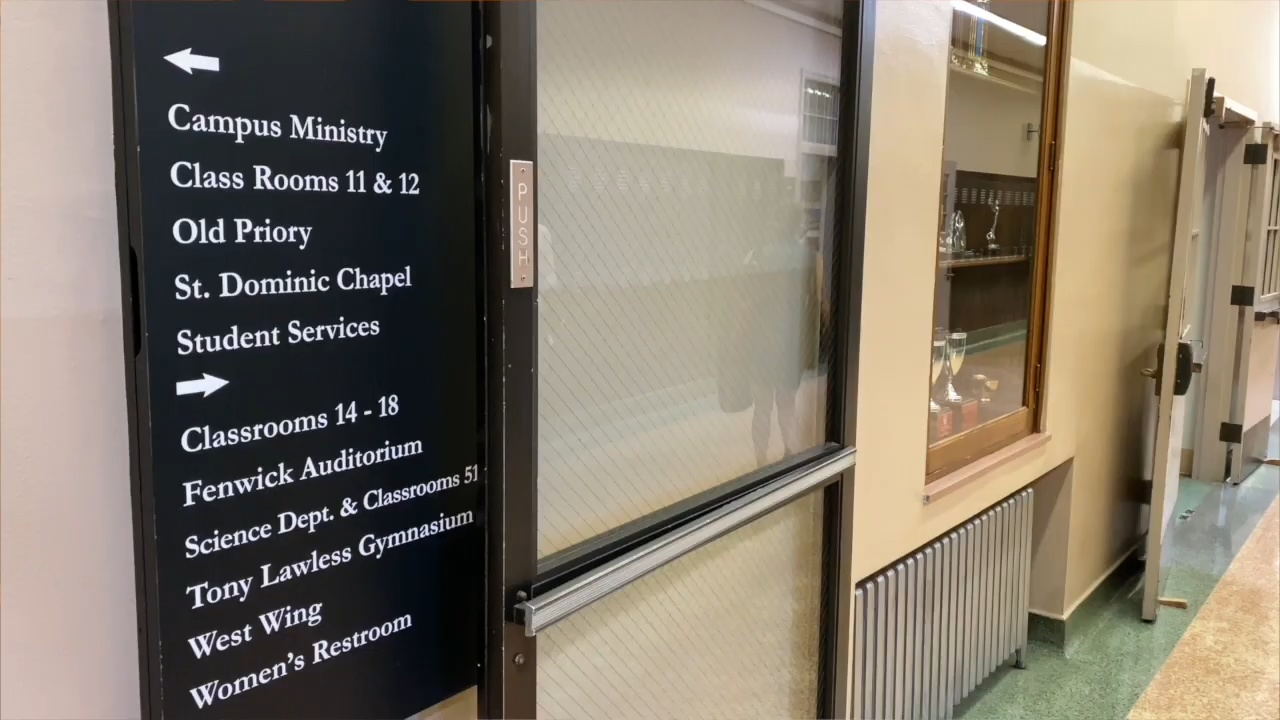 Campus Ministry
Class Rooms 11 & 12
Old Priory
St. Dominic Chapel
Student Services
Classrooms 14 - 18
Fenwick Auditorium
Science Dept. & Classrooms 51
Tony Lawless Gymnasium
West Wing
Women's Restroom
PUSH